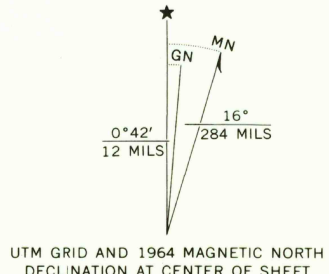 MN
GN
16°
284 MILS
0°42'
12 MILS
UTM GRID AND 1964 MAGNETIC NORTH
DECLINATION AT CENTER OF SHEET